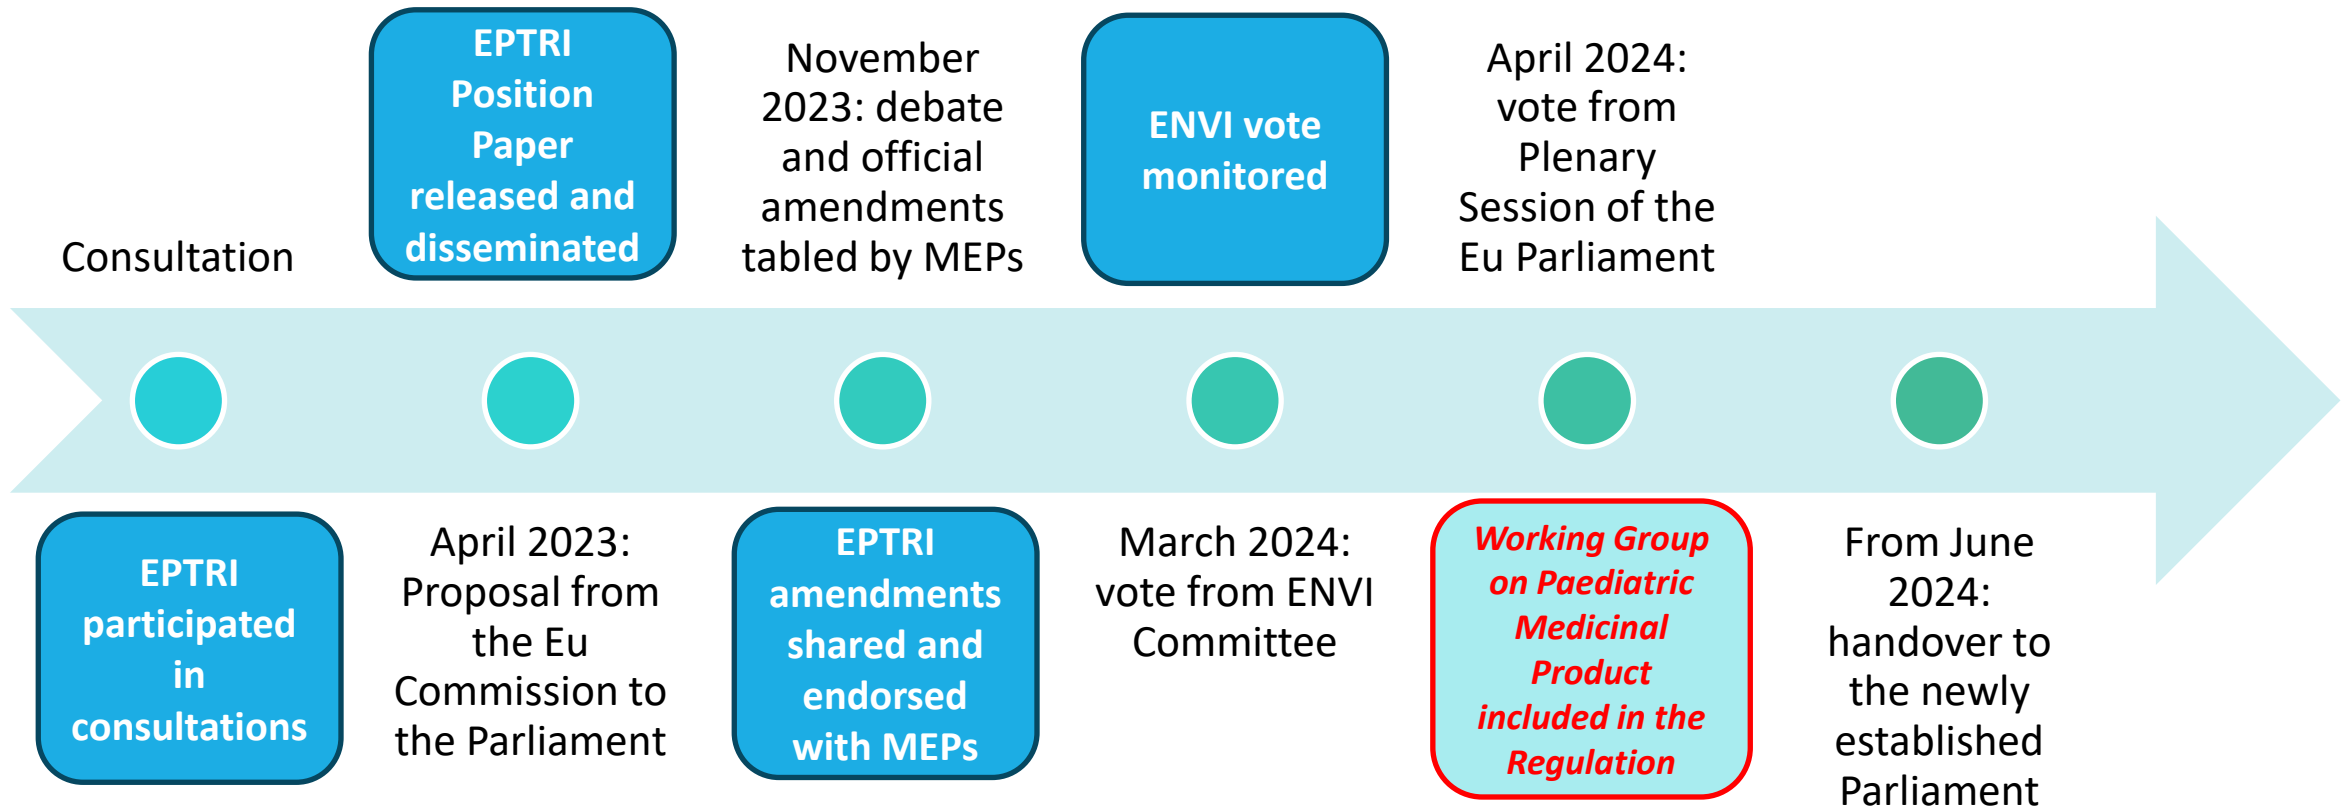 Consultation
EPTRI
participated
in
consultations
EPTRI
Position
Paper
released and
disseminated
April 2023:
Proposal from
the Eu
Commission to
the Parliament
November
2023: debate
and official
amendments
tabled by MEPs
EPTRI
amendments
shared and
endorsed
with MEPs
ENVI vote
monitored
March 2024:
vote from ENVI
Committee
April 2024:
vote from
Plenary
Session of the
Eu Parliament
Working Group
on Paediatric
Medicinal
Product
included in the
Regulation
From June
2024:
handover to
the newly
established
Parliament